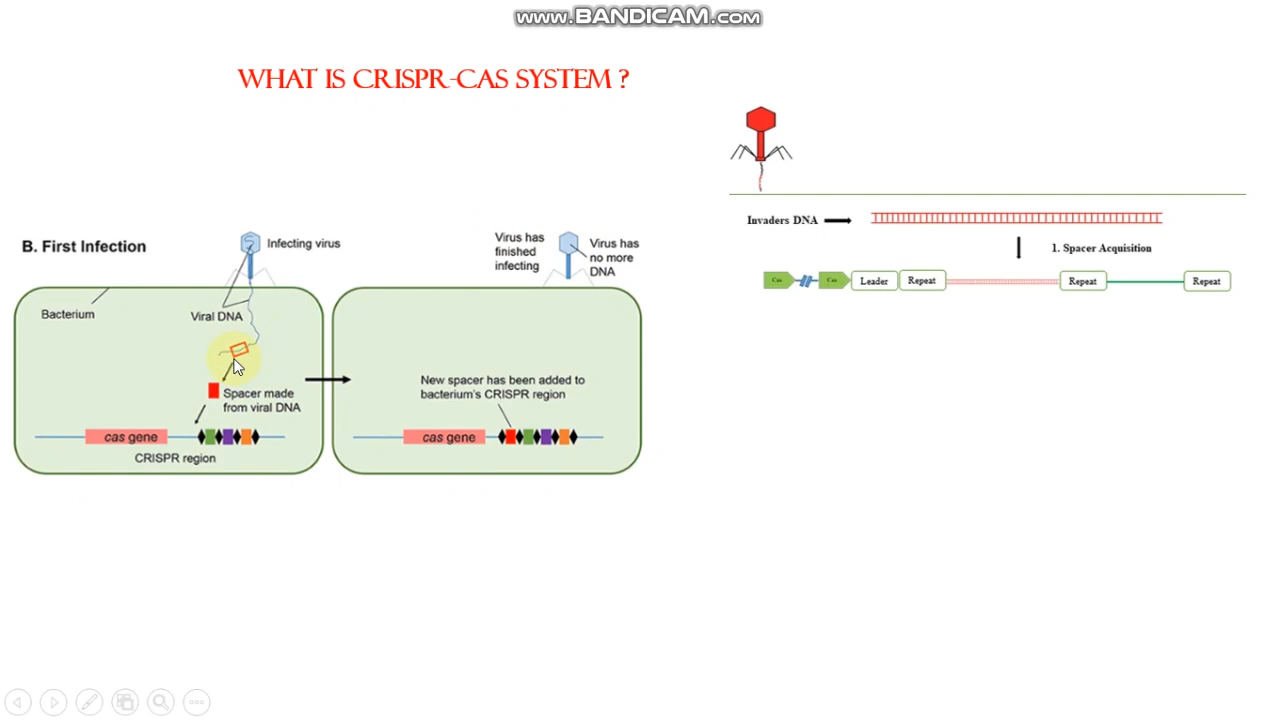 www.BANDICAM.com
WHAT IS CRISPR-CAS SYSTEM ?
B. First Infection
Infecting virus
Bacterium
Viral DNA
Spacer made
from viral DNA
cas gene
CRISPR region
Virus has
finished
infecting
Virus has
no more
DNA
New spacer has been added to
bacterium's CRISPR region
cas gene
Invaders DNA
1. Spacer Acquisition
Cas
Cas
Leader
Repeat
Repeat
Repeat